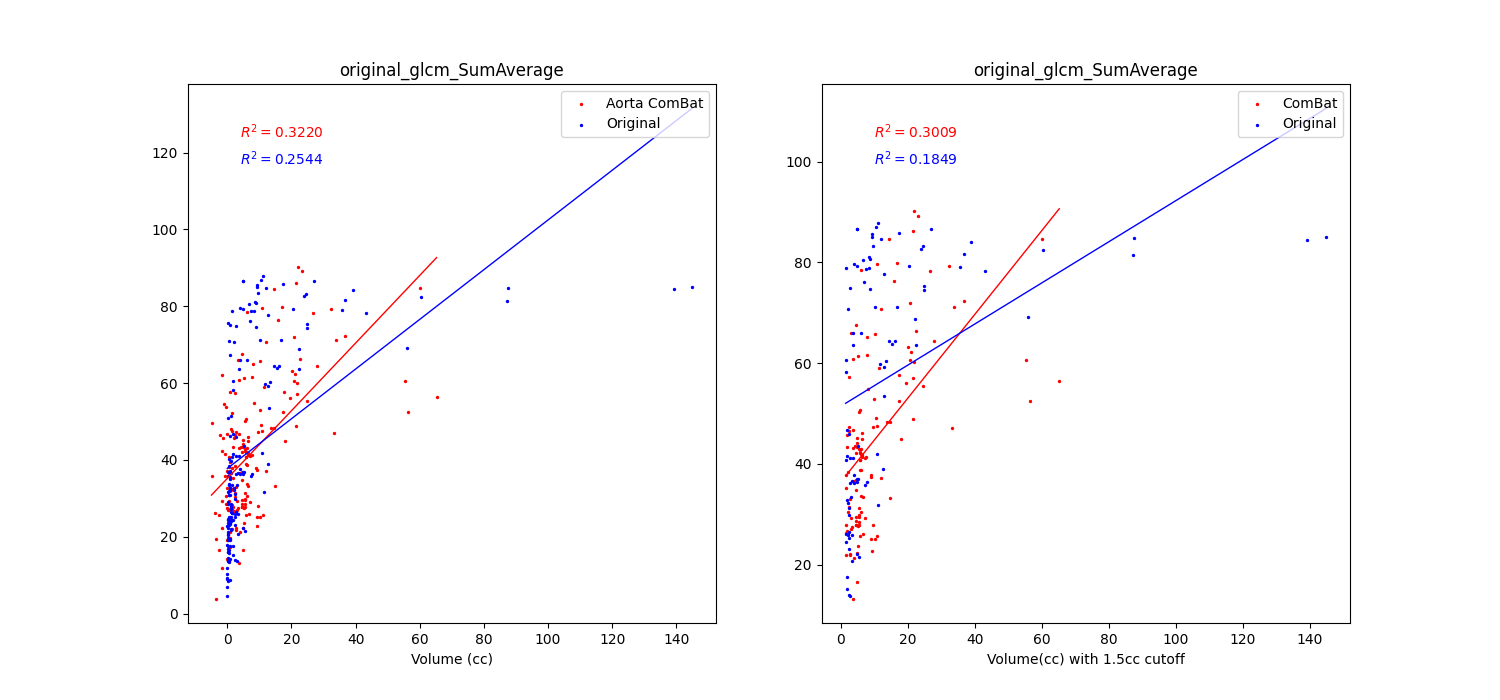 original_glcm_SumAverage
Aorta ComBat
Original
R² = 0.3220
R² = 0.2544
120
100
80
60
40
20
0
0 20 40 60 80 100 120 140
Volume (cc)
original_glcm_SumAverage
ComBat
Original
R² = 0.3009
R² = 0.1849
100
80
60
40
20
0 20 40 60 80 100 120 140
Volume(cc) with 1.5cc cutoff